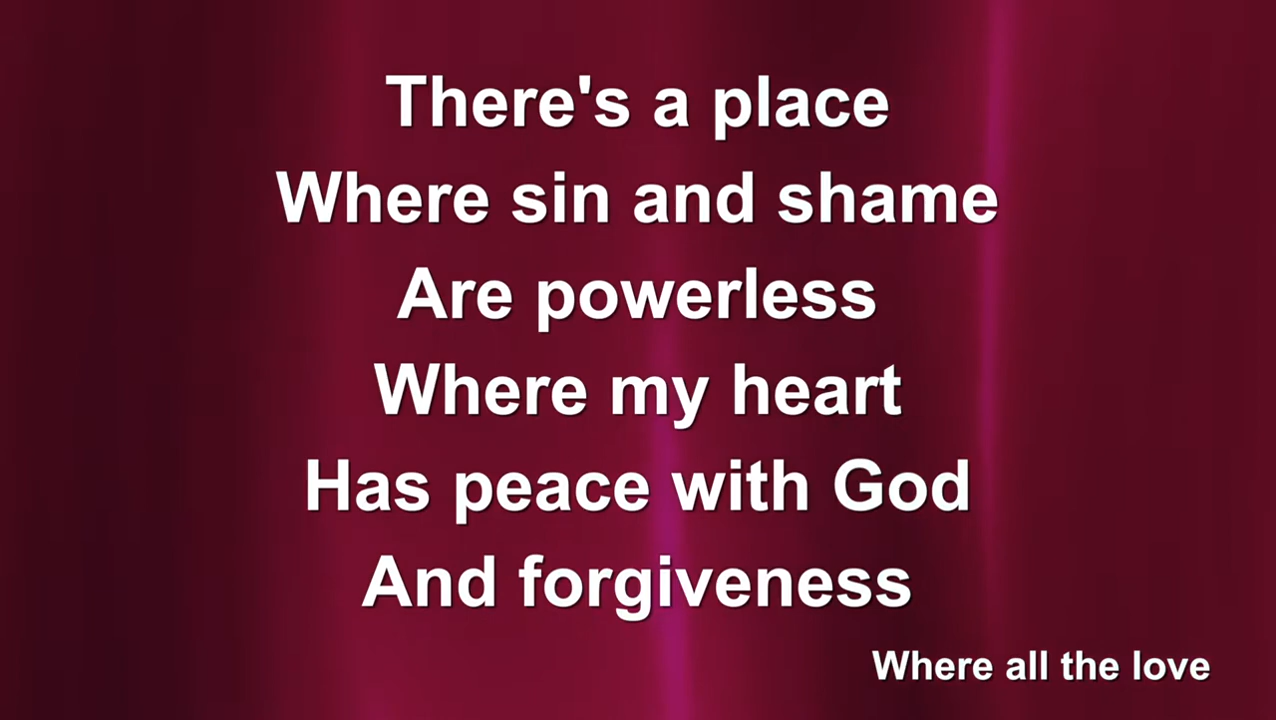 There's a place
Where sin and shame
Are powerless
Where my heart
Has peace with God
And forgiveness
Where all the love